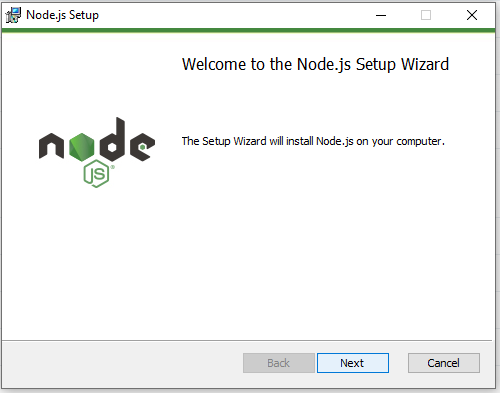 Node.js Setup
Welcome to the Node.js Setup Wizard
node
JS
The Setup Wizard will install Node.js on your computer.
Back
Next
Cancel